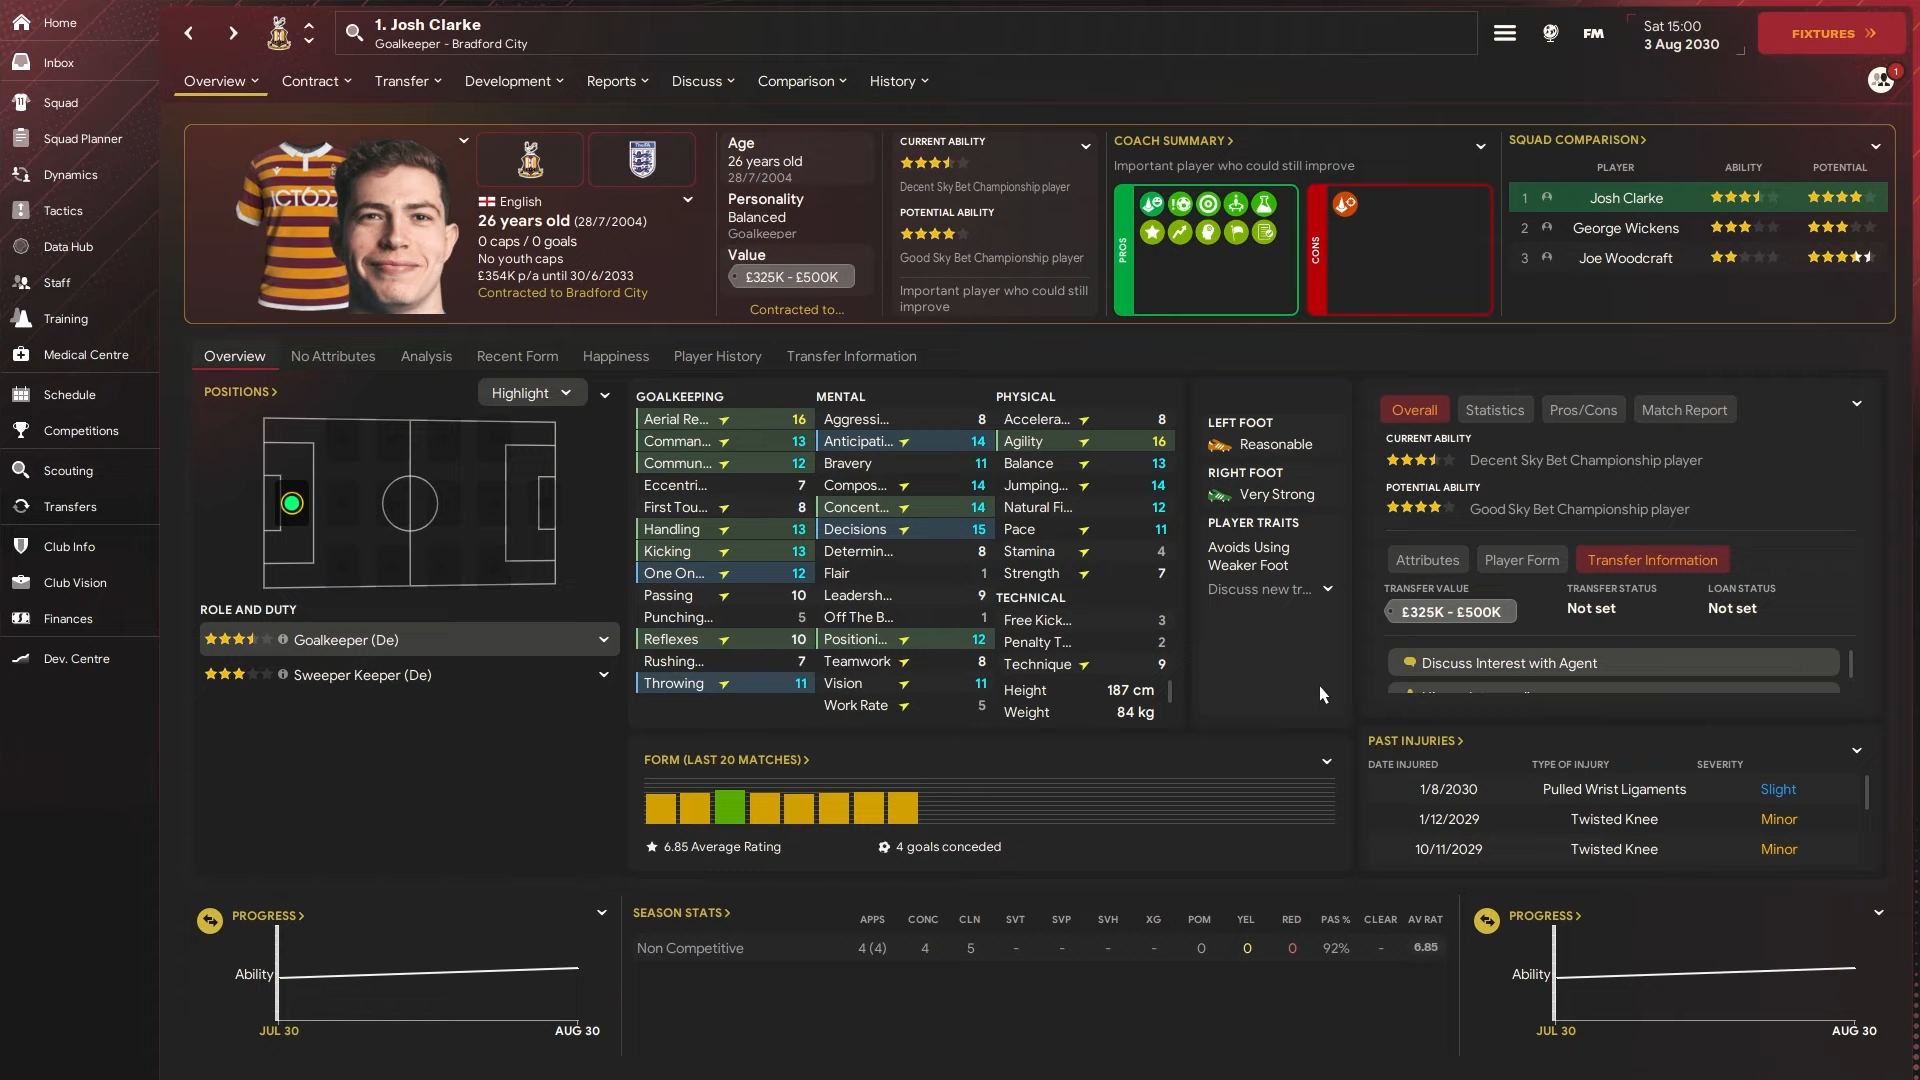 Home
Inbox
Squad
Squad Planner
Dynamics
Tactics
Data Hub
Staff
Training
Medical Centre
Schedule
Competitions
Scouting
Transfers
Club Info
Club Vision
Finances
Dev. Centre
1. Josh Clarke
Goalkeeper - Bradford City
FM
Sat 15:00
3 Aug 2030
FIXTURES
1
Overview Contract Transfer Development Reports Discuss Comparison History
English
26 years old (28/7/2004)
0 caps / 0 goals
No youth caps
£354K p/a until 30/6/2033
Contracted to Bradford City
Age
26 years old
28/7/2004
Personality
Balanced
Goalkeeper
Value
£325K - £500K
Contracted to...
CURRENT ABILITY
Decent Sky Bet Championship player
POTENTIAL ABILITY
Good Sky Bet Championship player
Important player who could still
improve
COACH SUMMARY
Important player who could still improve
PROS
CONS
SQUAD COMPARISON
PLAYER ABILITY POTENTIAL
1 Josh Clarke
2 George Wickens
3 Joe Woodcraft
Overview No Attributes Analysis Recent Form Happiness Player History Transfer Information
POSITIONS
Highlight
ROLE AND DUTY
Goalkeeper (De)
Sweeper Keeper (De)
GOALKEEPING
Aerial Re... 16
Comman... 13
Commun... 12
Eccentri... 7
First Tou... 8
Handling 13
Kicking 13
One On... 12
Passing 10
Punching... 5
Reflexes 10
Rushing... 7
Throwing 11
MENTAL
Aggressi... 8
Anticipati... 14
Bravery 11
Compos... 14
Concent... 14
Decisions 15
Determin... 8
Flair 1
Leadersh... 9
Off The B... 1
Positioni... 12
Teamwork 8
Vision 11
Work Rate 5
PHYSICAL
Accelera... 8
Agility 16
Balance 13
Jumping... 14
Natural Fi... 12
Pace 11
Stamina 4
Strength 7
TECHNICAL
Free Kick... 3
Penalty T... 2
Technique 9
Height 187 cm
Weight 84 kg
LEFT FOOT
Reasonable
RIGHT FOOT
Very Strong
PLAYER TRAITS
Avoids Using
Weaker Foot
Discuss new tr...
Overall Statistics Pros/Cons Match Report
CURRENT ABILITY
Decent Sky Bet Championship player
POTENTIAL ABILITY
Good Sky Bet Championship player
Attributes Player Form Transfer Information
TRANSFER VALUE TRANSFER STATUS LOAN STATUS
£325K - £500K Not set Not set
Discuss Interest with Agent
FORM (LAST 20 MATCHES)
6.85 Average Rating 4 goals conceded
PAST INJURIES
DATE INJURED TYPE OF INJURY SEVERITY
1/8/2030 Pulled Wrist Ligaments Slight
1/12/2029 Twisted Knee Minor
10/11/2029 Twisted Knee Minor
PROGRESS
Ability
JUL 30 AUG 30
SEASON STATS
APPS CONC CLN SVT SVP SVH XG POM YEL RED PAS % CLEAR AV RAT
Non Competitive 4 (4) 4 5 - - - - 0 0 0 92% - 6.85
PROGRESS
Ability
JUL 30 AUG 30